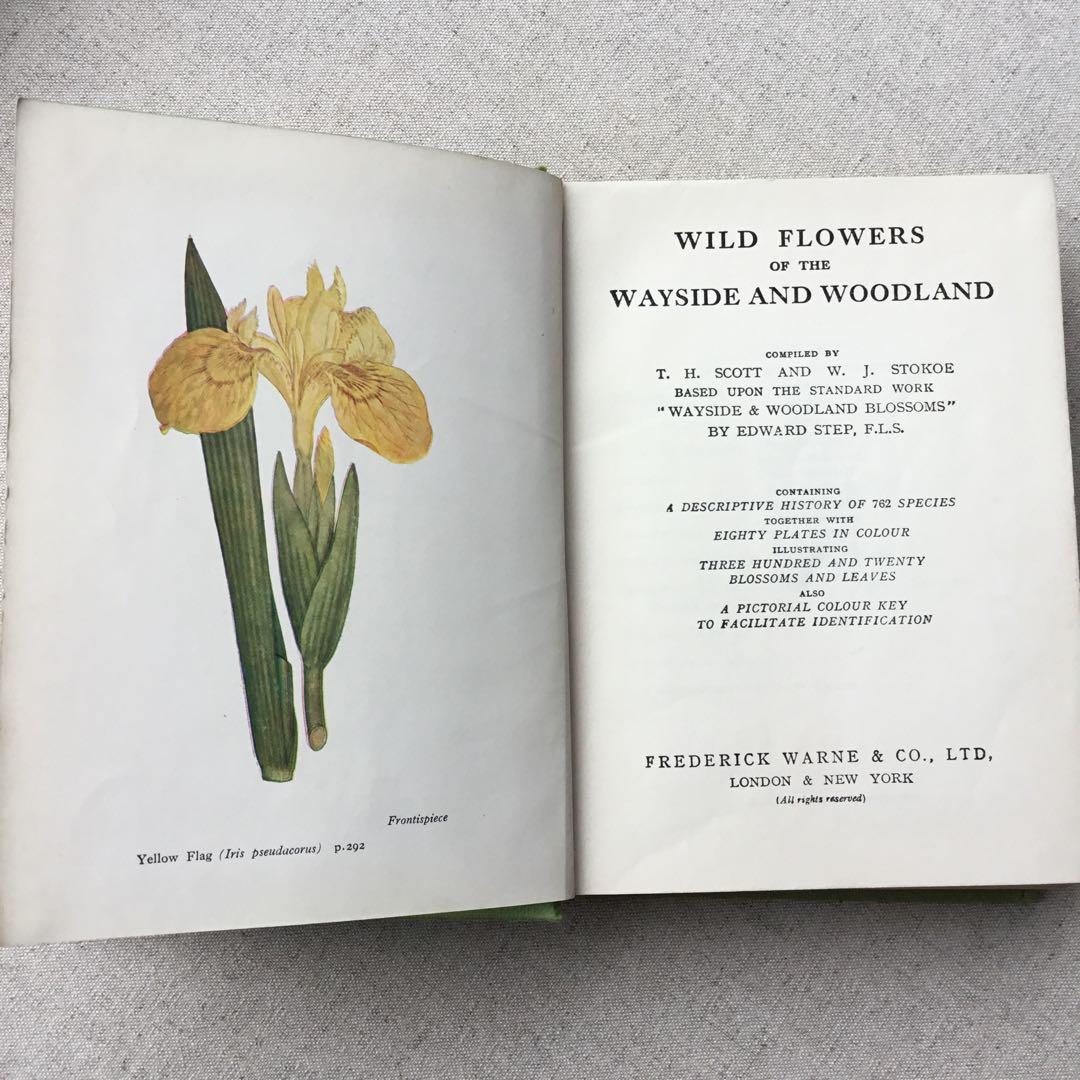 Frontispiece
Yellow Flag (Iris pseudacorus) p.292
WILD FLOWERS
OF THE
WAYSIDE AND WOODLAND
COMPILED BY
T. H. SCOTT AND W. J. STOKOE
BASED UPON THE STANDARD WORK
"WAYSIDE & WOODLAND BLOSSOMS"
BY EDWARD STEP, F.L.S.
CONTAINING
A DESCRIPTIVE HISTORY OF 762 SPECIES
TOGETHER WITH
EIGHTY PLATES IN COLOUR
ILLUSTRATING
THREE HUNDRED AND TWENTY
BLOSSOMS AND LEAVES
ALSO
A PICTORIAL COLOUR KEY
TO FACILITATE IDENTIFICATION
FREDERICK WARNE & CO., LTD,
LONDON & NEW YORK
(All rights reserved)